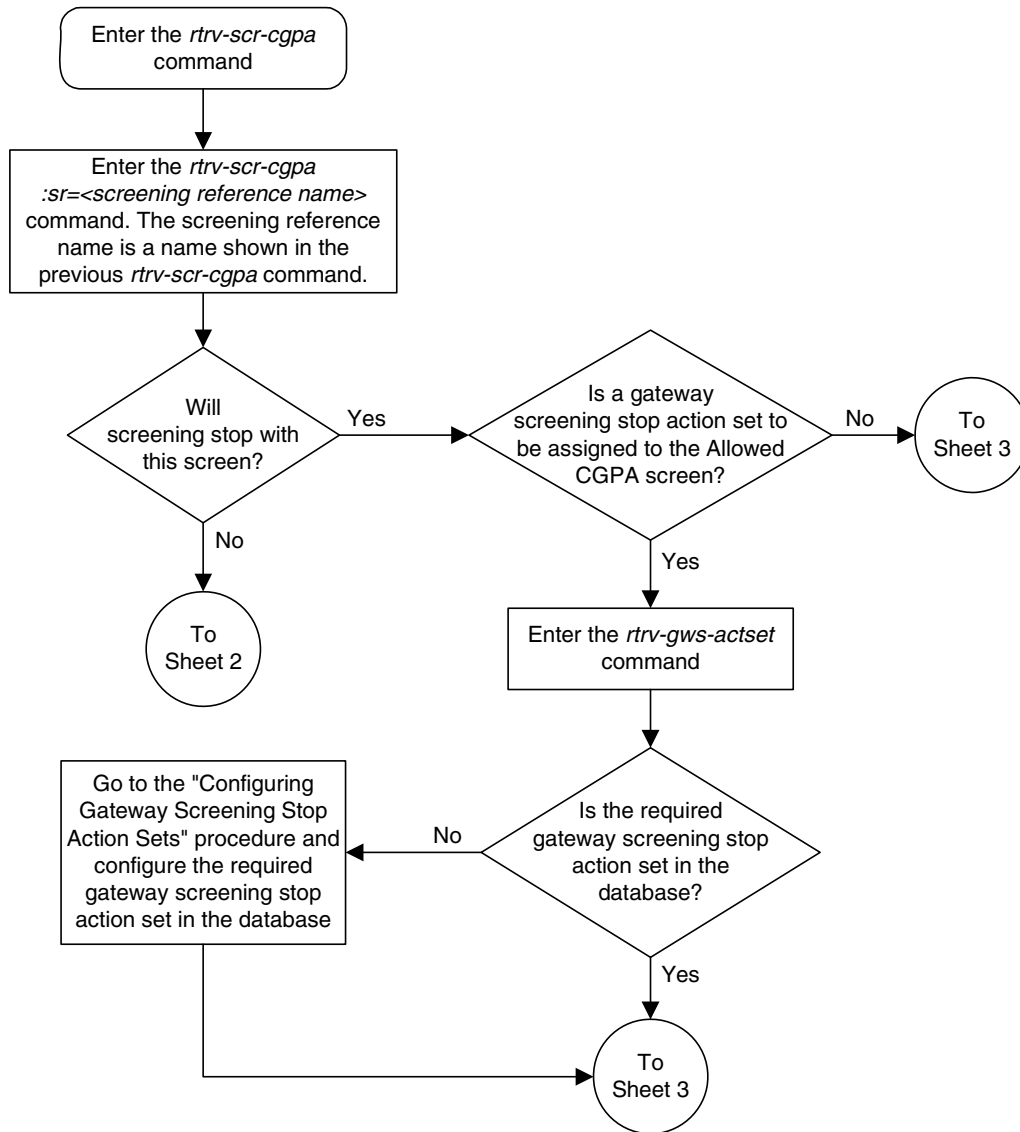 Enter the rtrv-scr-cgpa
command
Enter the rtrv-scr-cgpa
:sr=<screening reference name>
command. The screening reference
name is a name shown in the
previous rtrv-scr-cgpa command.
Will
screening stop with
this screen?
Yes
No
To
Sheet 2
Is a gateway
screening stop action set to
be assigned to the Allowed
CGPA screen?
No
To
Sheet 3
Yes
Enter the rtrv-gws-actset
command
Is the required
gateway screening stop
action set in the
database?
No
Go to the "Configuring
Gateway Screening Stop
Action Sets" procedure and
configure the required
gateway screening stop
action set in the database
Yes
To
Sheet 3